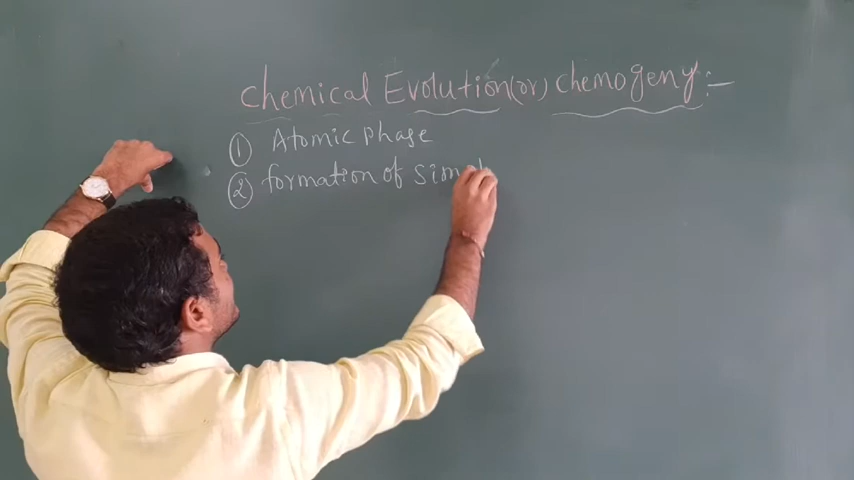 Chemical Evolution (or) Chemogeny :-
① Atomic phase
② formation of Sim